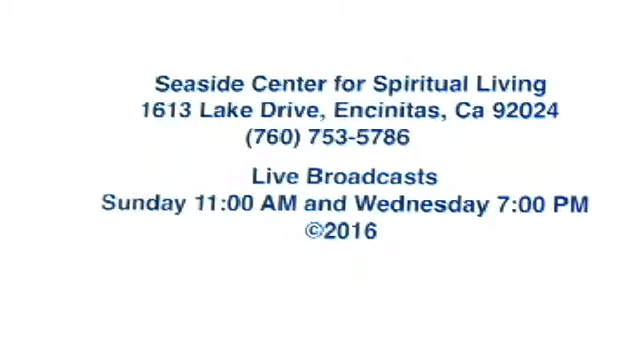 Seaside Center for Spiritual Living
1613 Lake Drive, Encinitas, Ca 92024
(760) 753-5786
Live Broadcasts
Sunday 11:00 AM and Wednesday 7:00 PM
©2016